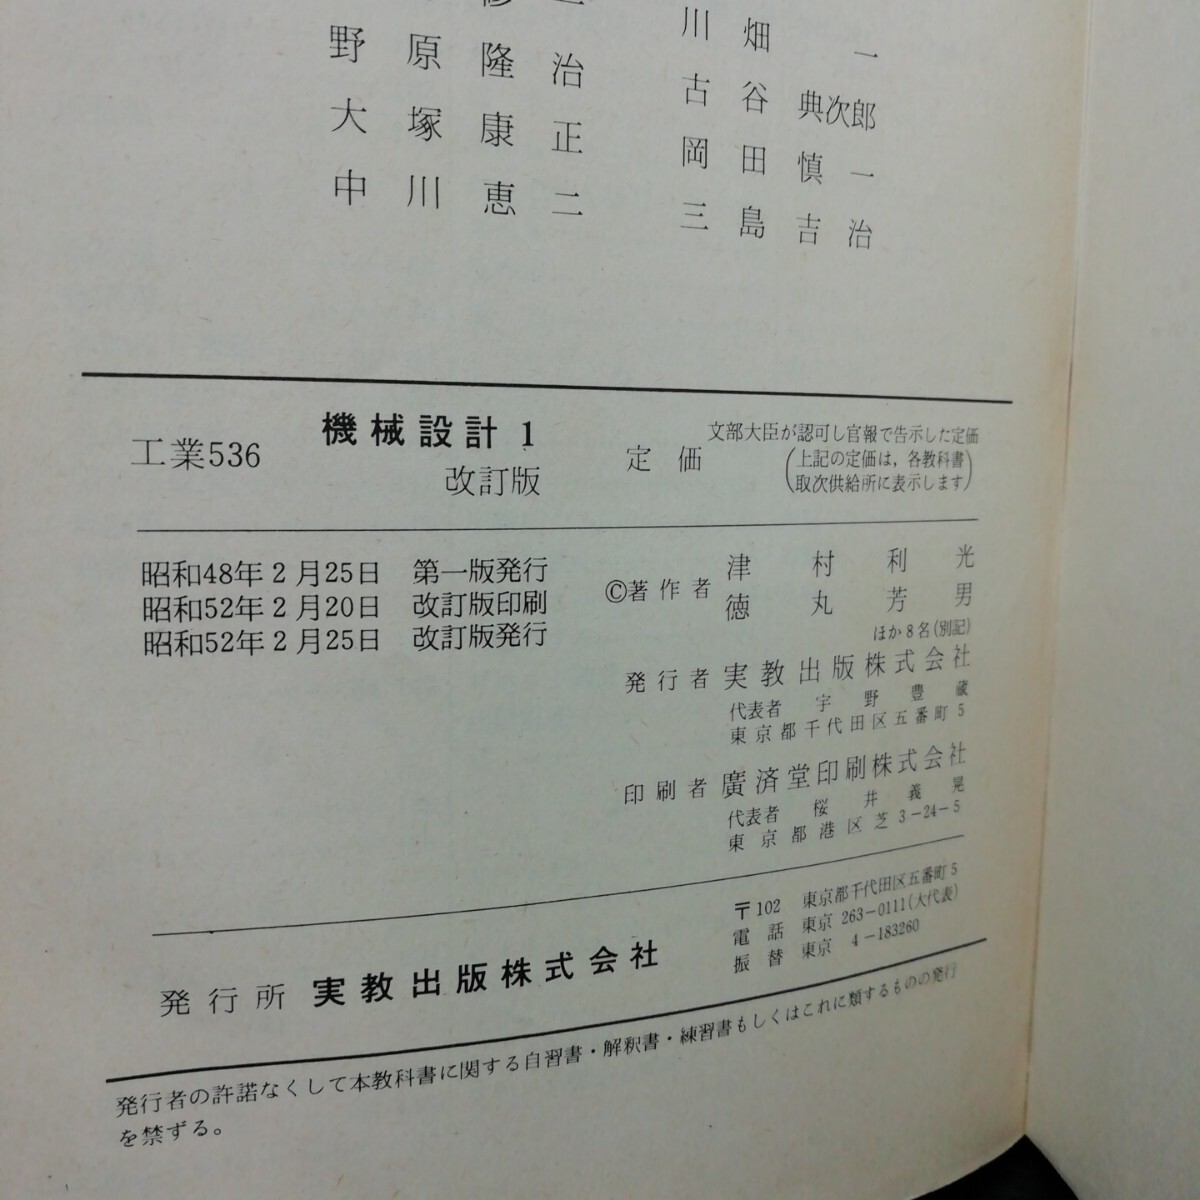 野原隆治
大塚康正
中川恵二
川畑一
古谷典次郎
岡田慎一
三島吉治
工業536
機械設計1
改訂版
定価
文部大臣が認可し官報で告示した定価
(上記の定価は，各教科書
取次供給所に表示します)
昭和48年2月25日 第一版発行
昭和52年2月20日 改訂版印刷
昭和52年2月25日 改訂版発行
©著作者
津村利光
徳丸芳男
ほか8名(別記)
発行者 実教出版株式会社
代表者 宇野豊蔵
東京都千代田区五番町5
印刷者 廣済堂印刷株式会社
代表者 桜井義晃
東京都港区芝3-24-5
発行所 実教出版株式会社
〒102 東京都千代田区五番町5
電話 東京 263-0111(大代表)
振替 東京 4-183260
発行者の許諾なくして本教科書に関する自習書・解釈書・練習書もしくはこれに類するものの発行
を禁ずる。